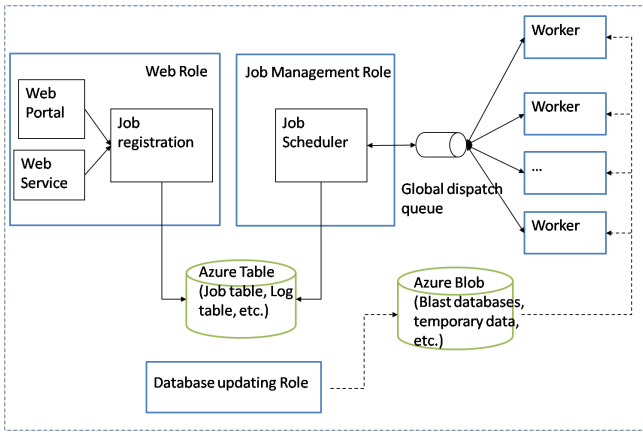 Web Role
Web
Portal
Job
registration
Web
Service
Job Management Role
Job
Scheduler
Global dispatch
queue
Worker
Worker
...
Worker
Azure Table
(Job table, Log
table, etc.)
Azure Blob
(Blast databases,
temporary data,
etc.)
Database updating Role